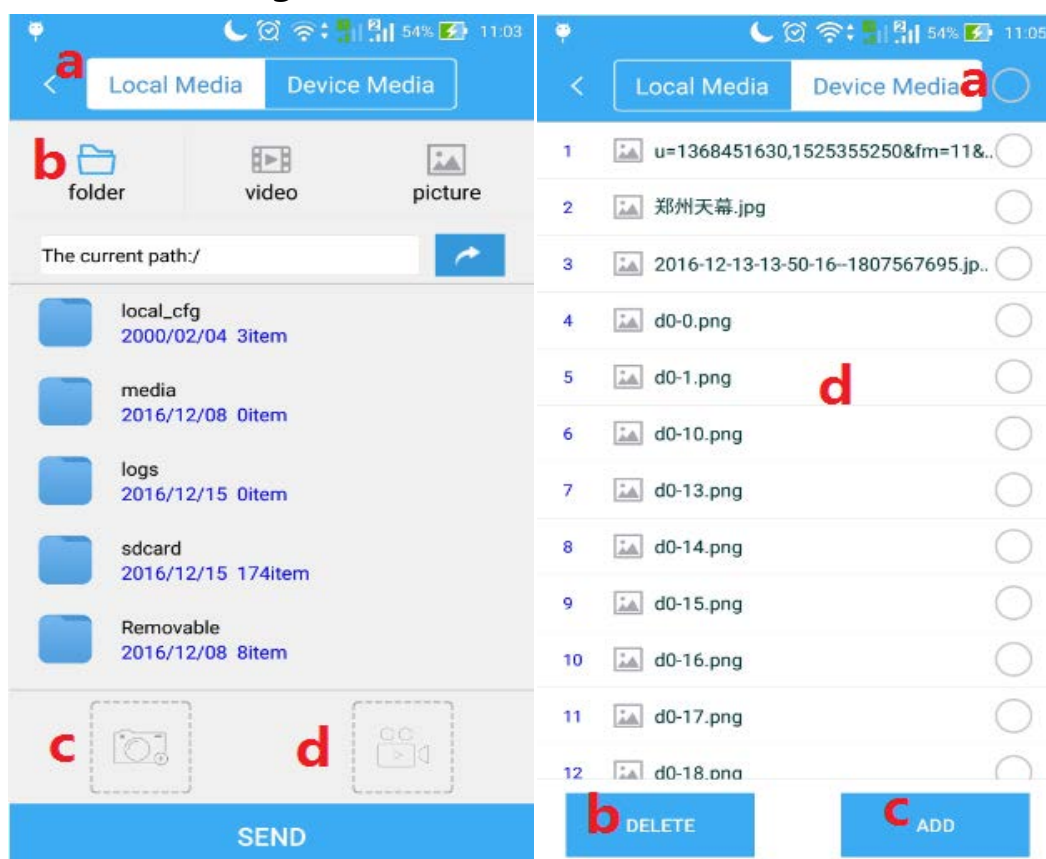 54% 11:03
a
Local Media Device Media
b
folder video picture
The current path:/
local_cfg
2000/02/04 3item
media
2016/12/08 0item
logs
2016/12/15 0item
sdcard
2016/12/15 174item
Removable
2016/12/08 8item
c d
SEND
2 54% 11:05
Local Media Device Media a
1 u=1368451630,1525355250&fm=11&..
2 郑州天幕.jpg
3 2016-12-13-13-50-16--1807567695.jp..
4 d0-0.png
5 d0-1.png
d
6 d0-10.png
7 d0-13.png
8 d0-14.png
9 d0-15.png
10 d0-16.png
11 d0-17.png
12 d0-18.png
b DELETE c ADD